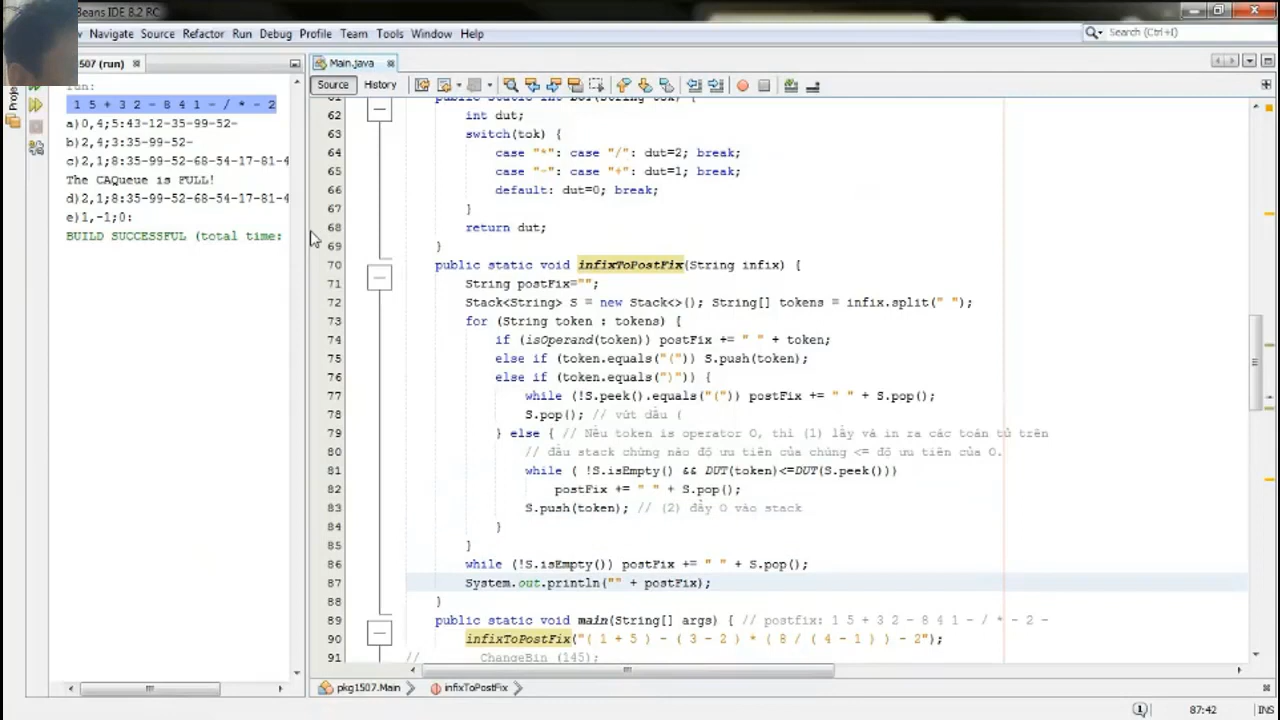 Beans IDE 8.2 RC
Navigate Source Refactor Run Debug Profile Team Tools Window Help
Search (Ctrl+I)
507 (run)
Main.java
Source History
Proj
run:
1 5 + 3 2 - 8 4 1 - / * - 2
a)0,4;5:43-12-35-99-52-
b)2,4;3:35-99-52-
c)2,1;8:35-99-52-68-54-17-81-4
The CAQueue is FULL!
d)2,1;8:35-99-52-68-54-17-81-4
e)1,-1;0:
BUILD SUCCESSFUL (total time:
62 int dut;
63 switch(tok) {
64 case "*": case "/": dut=2; break;
65 case "-": case "+": dut=1; break;
66 default: dut=0; break;
67 }
68 return dut;
69 }
70 public static void infixToPostFix(String infix) {
71 String postFix="";
72 Stack<String> S = new Stack<>(); String[] tokens = infix.split(" ");
73 for (String token : tokens) {
74 if (isOperand(token)) postFix += " " + token;
75 else if (token.equals("(")) S.push(token);
76 else if (token.equals(")")) {
77 while (!S.peek().equals("(")) postFix += " " + S.pop();
78 S.pop(); // vứt dấu (
79 } else { // Nếu token is operator O, thì (1) lấy và in ra các toán tử trên
80 // đầu stack chừng nào độ ưu tiên của chúng <= độ ưu tiên của O.
81 while ( !S.isEmpty() && DUT(token)<=DUT(S.peek()))
82 postFix += " " + S.pop();
83 S.push(token); // (2) đẩy O vào stack
84 }
85 }
86 while (!S.isEmpty()) postFix += " " + S.pop();
87 System.out.println("" + postFix);
88 }
89 public static void main(String[] args) { // postfix: 1 5 + 3 2 - 8 4 1 - / * - 2 -
90 infixToPostFix("( 1 + 5 ) - ( 3 - 2 ) * ( 8 / ( 4 - 1 ) ) - 2");
91 // ChangeBin (145);
pkg1507.Main infixToPostFix
87:42 INS